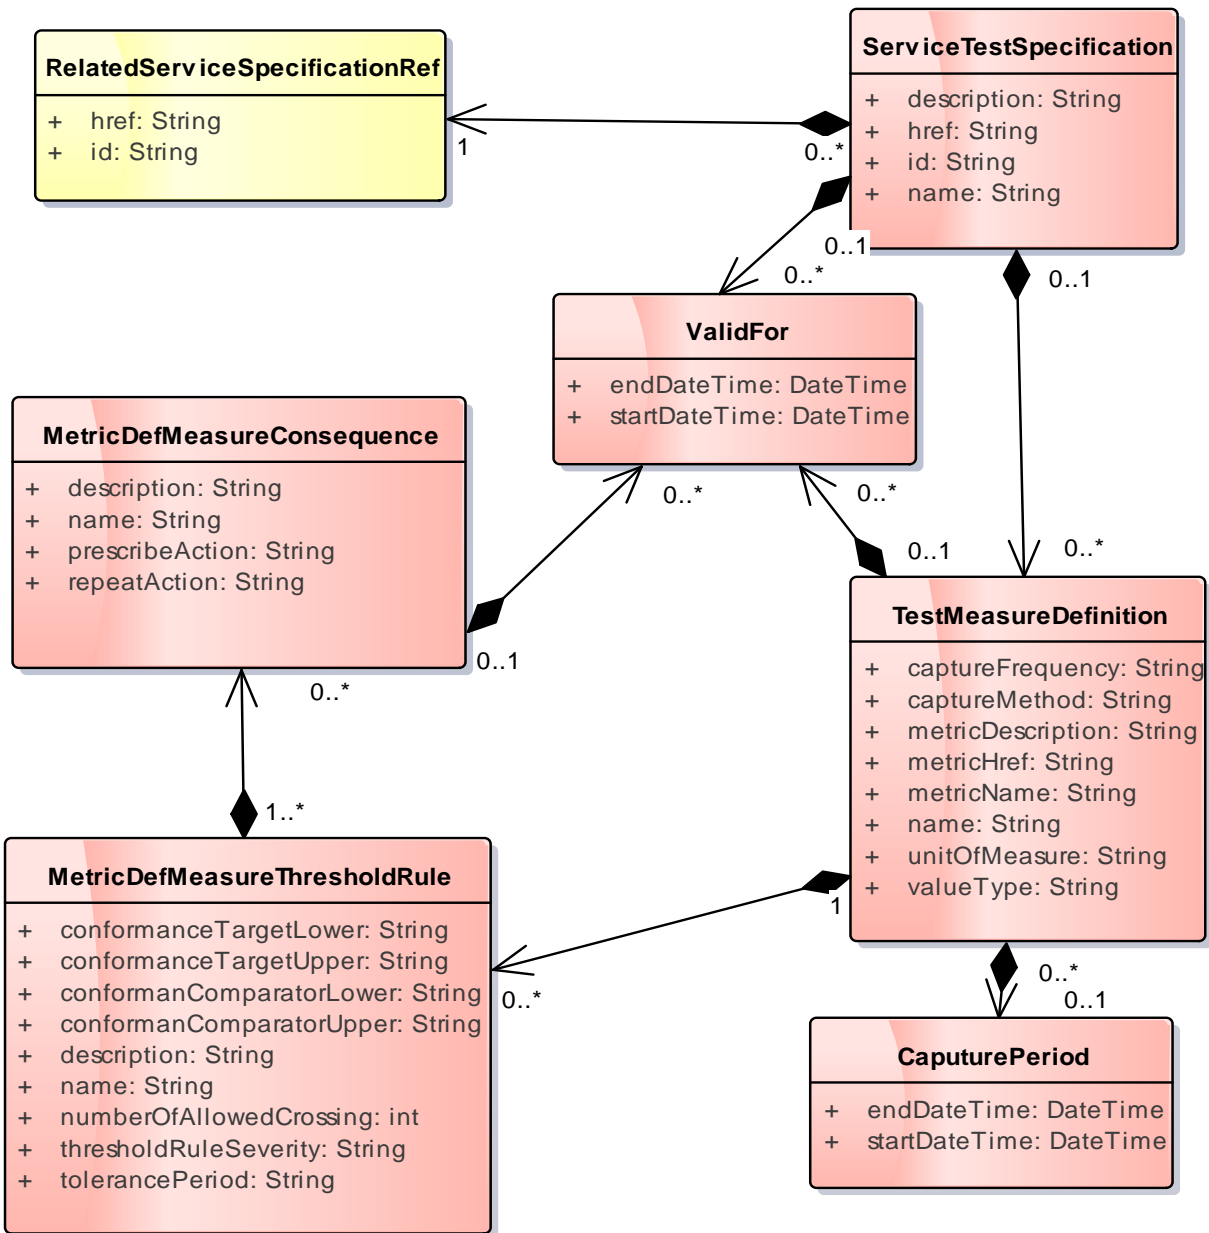 RelatedServiceSpecificationRef
+ href: String
+ id: String
ServiceTestSpecification
+ description: String
+ href: String
+ id: String
+ name: String
1
0..*
0..1
0..*
0..1
ValidFor
+ endDateTime: DateTime
+ startDateTime: DateTime
MetricDefMeasureConsequence
+ description: String
+ name: String
+ prescribeAction: String
+ repeatAction: String
0..*
0..*
0..1
0..*
0..1
0..*
TestMeasureDefinition
+ captureFrequency: String
+ captureMethod: String
+ metricDescription: String
+ metricHref: String
+ metricName: String
+ name: String
+ unitOfMeasure: String
+ valueType: String
1..*
1
0..*
MetricDefMeasureThresholdRule
+ conformanceTargetLower: String
+ conformanceTargetUpper: String
+ conformanComparatorLower: String
+ conformanComparatorUpper: String
+ description: String
+ name: String
+ numberOfAllowedCrossing: int
+ thresholdRuleSeverity: String
+ tolerancePeriod: String
0..*
0..1
CaputurePeriod
+ endDateTime: DateTime
+ startDateTime: DateTime